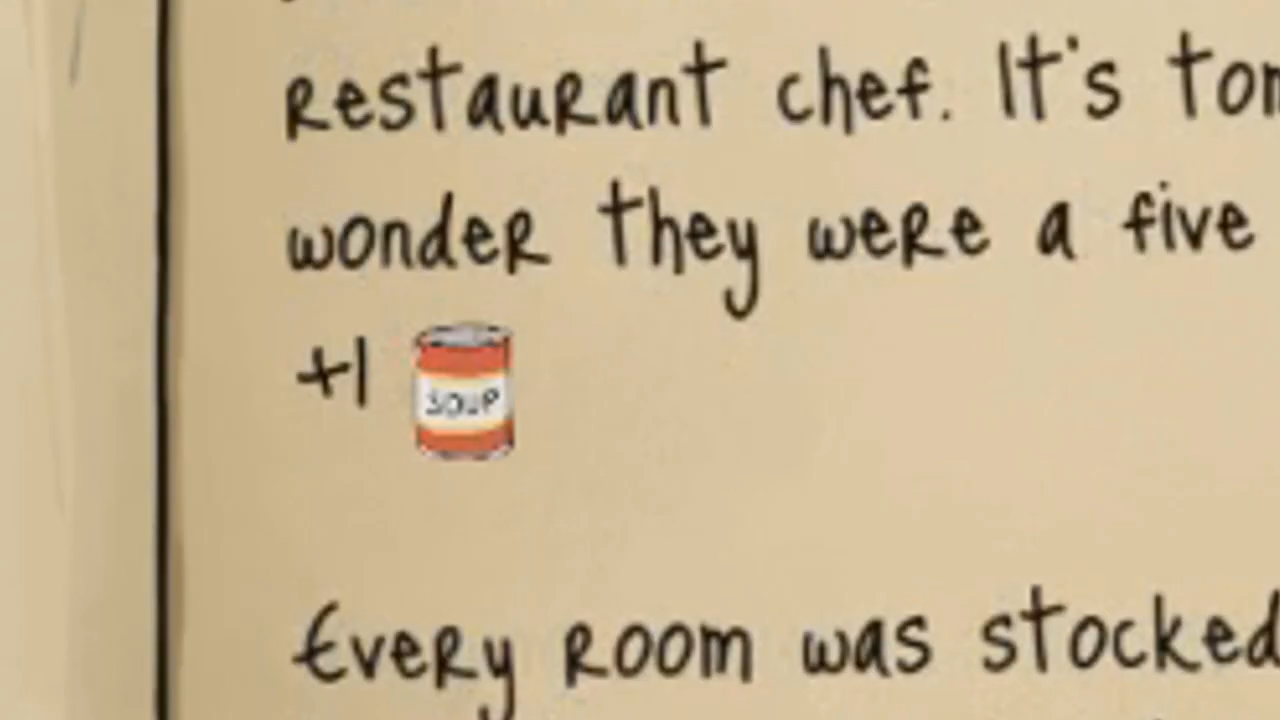 restaurant chef. It's
wonder they were a five
+1
SOUP
Every room was stocked